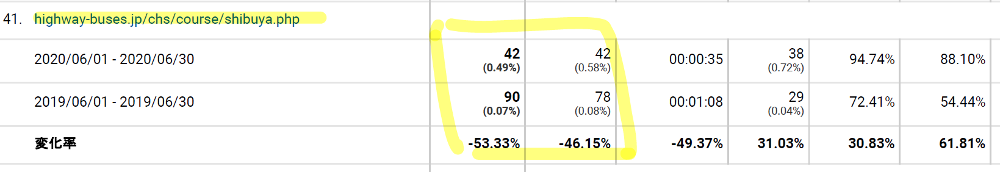 41. highway-buses.jp/chs/course/shibuya.php
2020/06/01 - 2020/06/30 42 42 00:00:35 38 94.74% 88.10%
(0.49%) (0.58%) (0.72%)
2019/06/01 - 2019/06/30 90 78 00:01:08 29 72.41% 54.44%
(0.07%) (0.08%) (0.04%)
変化率 -53.33% -46.15% -49.37% 31.03% 30.83% 61.81%